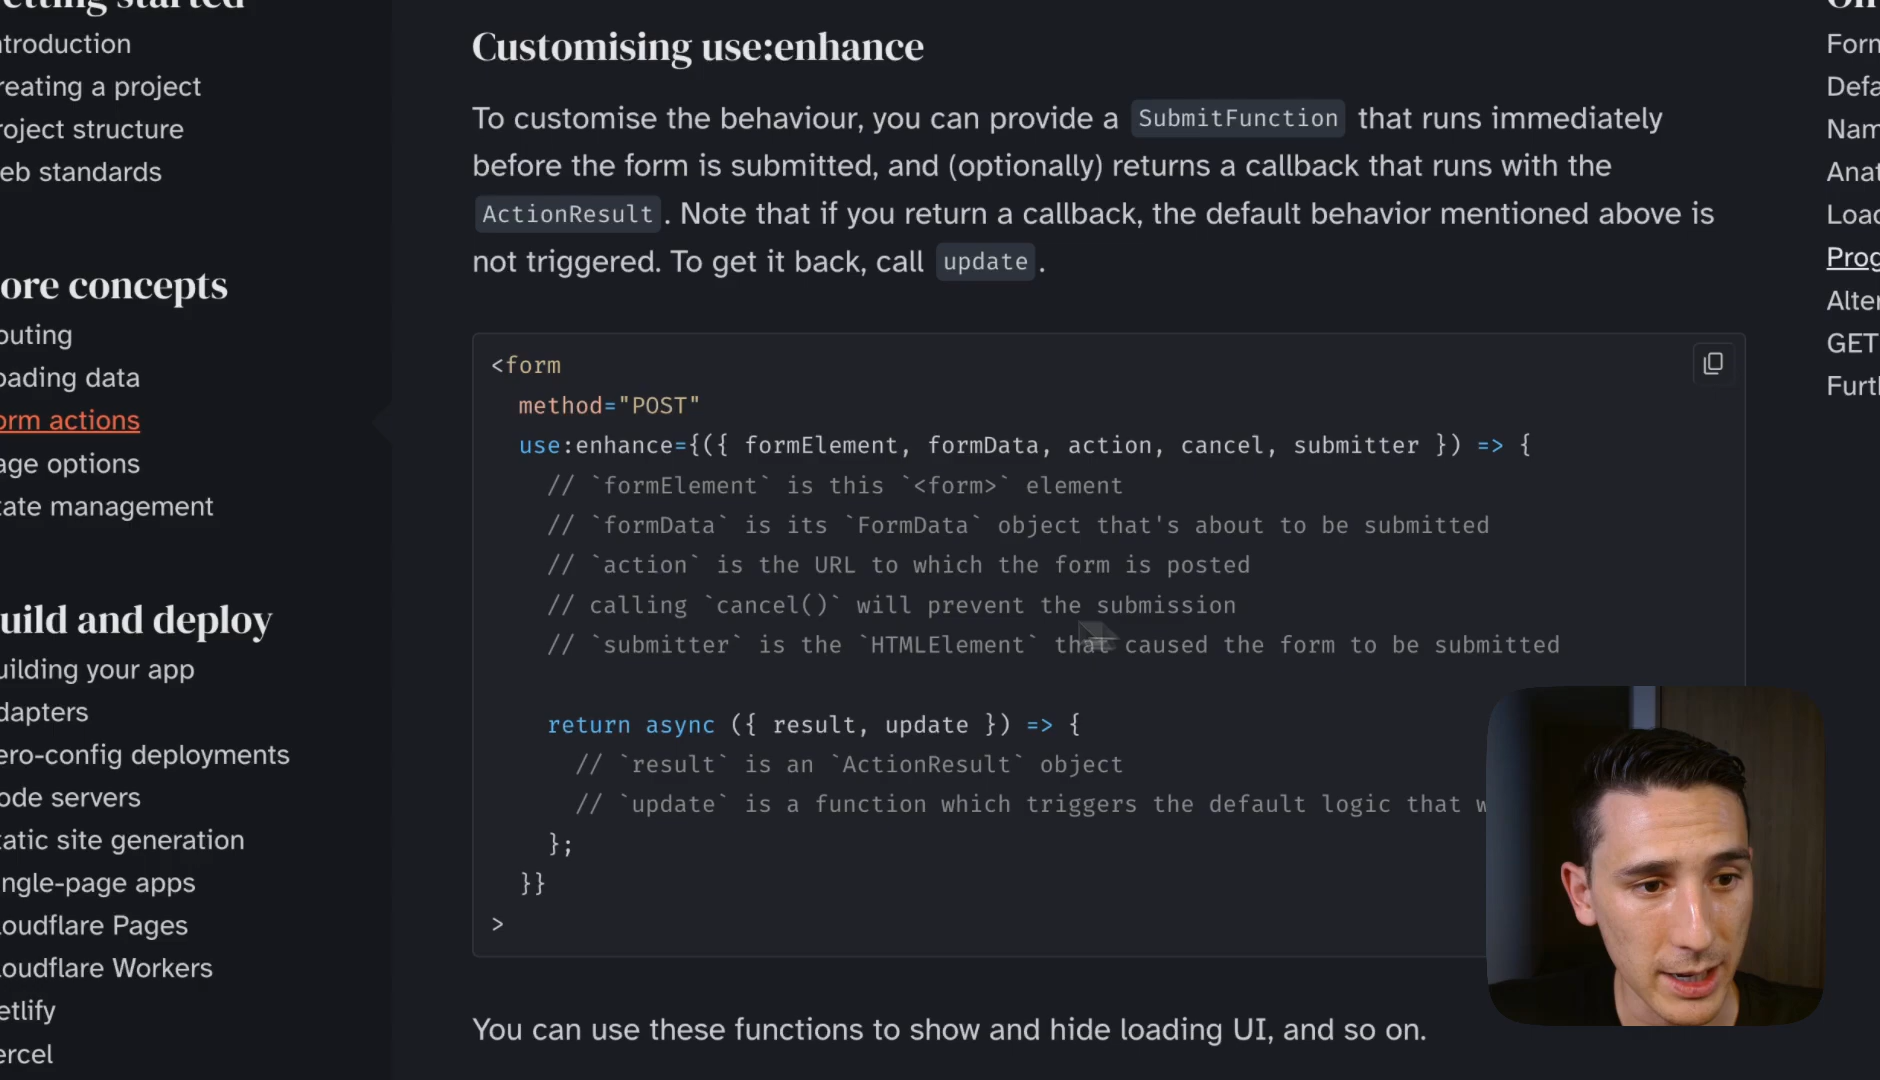 etting started
ntroduction
reating a project
roject structure
eb standards
ore concepts
outing
oading data
orm actions
age options
tate management
uild and deploy
uilding your app
dapters
ero-config deployments
ode servers
tatic site generation
ngle-page apps
loudflare Pages
loudflare Workers
etlify
ercel
Customising use:enhance
To customise the behaviour, you can provide a SubmitFunction that runs immediately
before the form is submitted, and (optionally) returns a callback that runs with the
ActionResult. Note that if you return a callback, the default behavior mentioned above is
not triggered. To get it back, call update.
<form
method="POST"
use:enhance={({ formElement, formData, action, cancel, submitter }) => {
// `formElement` is this `<form>` element
// `formData` is its `FormData` object that's about to be submitted
// `action` is the URL to which the form is posted
// calling `cancel()` will prevent the submission
// `submitter` is the `HTMLElement` that caused the form to be submitted
return async ({ result, update }) => {
// `result` is an `ActionResult` object
// `update` is a function which triggers the default logic that w
};
}}
>
You can use these functions to show and hide loading UI, and so on.
On
Form
Defa
Nam
Anat
Load
Prog
Alter
GET
Furt